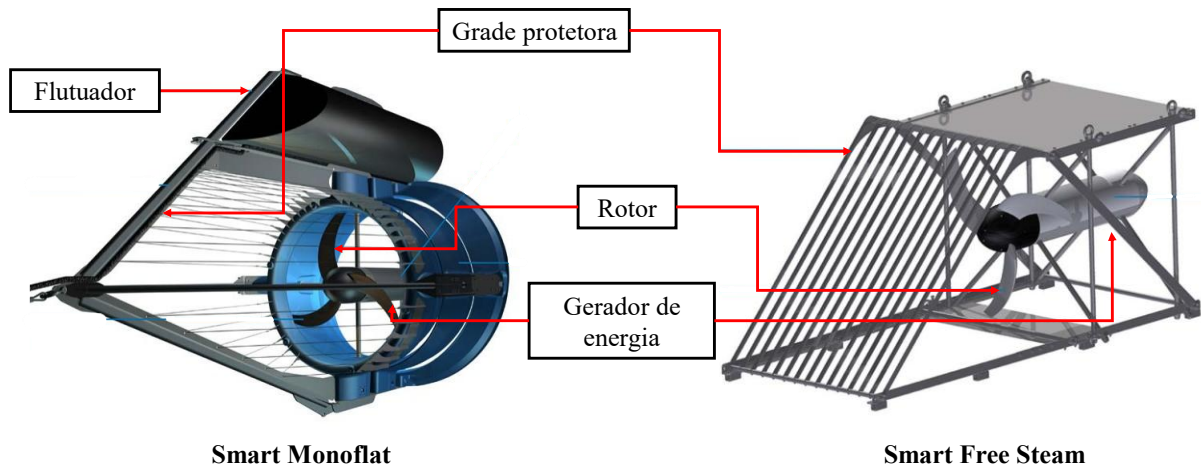 Grade protetora
Flutuador
Rotor
Gerador de
energia
Smart Monoflat
Smart Free Steam